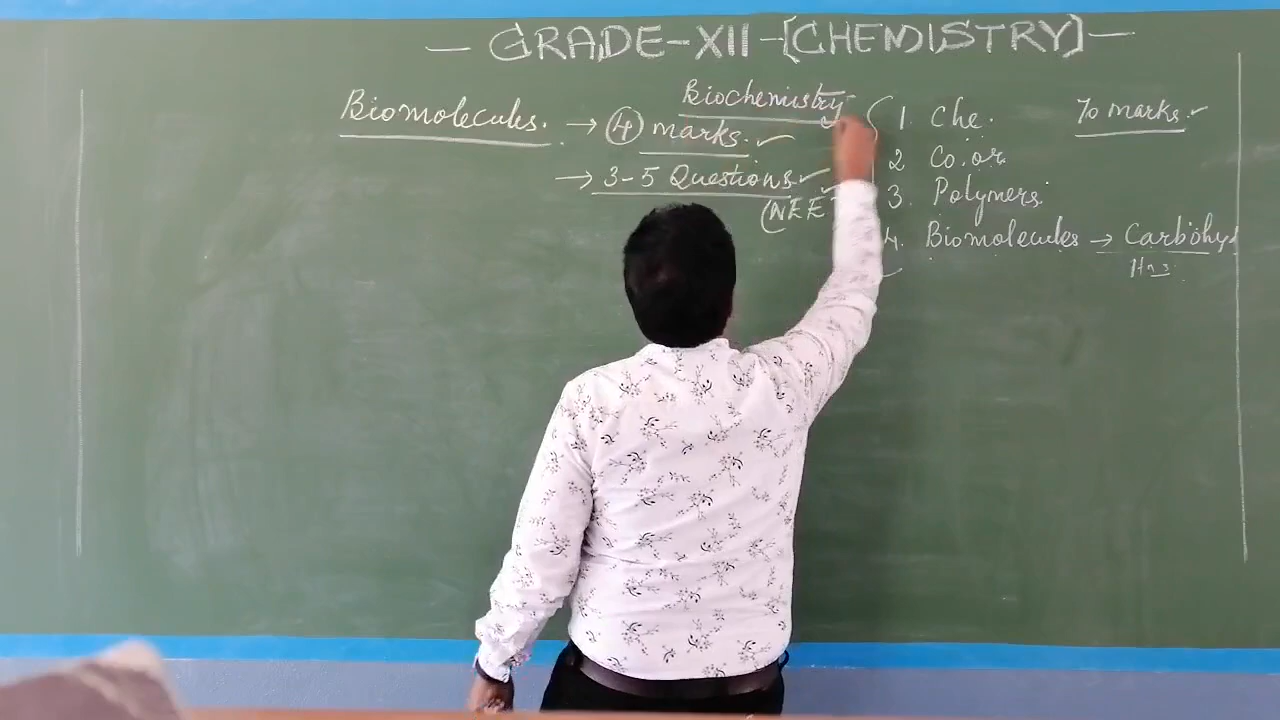 — GRADE-XII-[CHEMISTRY] —
Biomolecules. → 4 marks.
Biochemistry
→ 3-5 Questions
(NEET
70 marks
1. Che.
2 Co.or
3. Polymers
4. Biomolecules → Carbohy